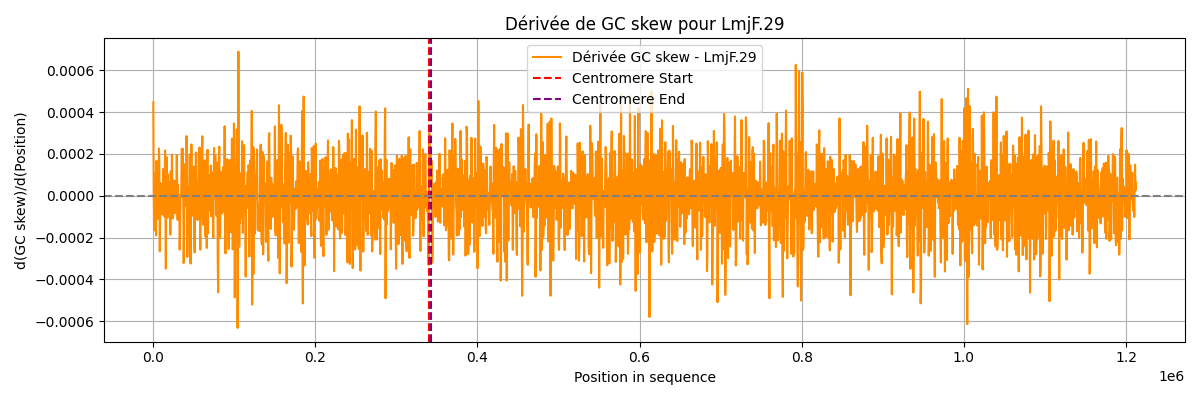 Dérivée de GC skew pour LmjF.29
d(GC skew)/d(Position)
0.0006
0.0004
0.0002
0.0000
−0.0002
−0.0004
−0.0006
Dérivée GC skew - LmjF.29
Centromere Start
Centromere End
0.0 0.2 0.4 0.6 0.8 1.0 1.2
1e6
Position in sequence